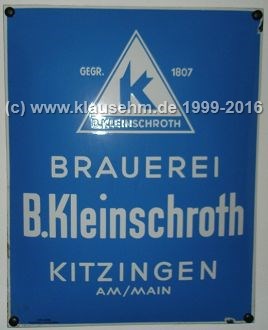 GEGR. 1807
K
B.KLEINSCHROTH
(c) www.klausehm.de 1999-2016
BRAUEREI
B.Kleinschroth
KITZINGEN
AM/MAIN